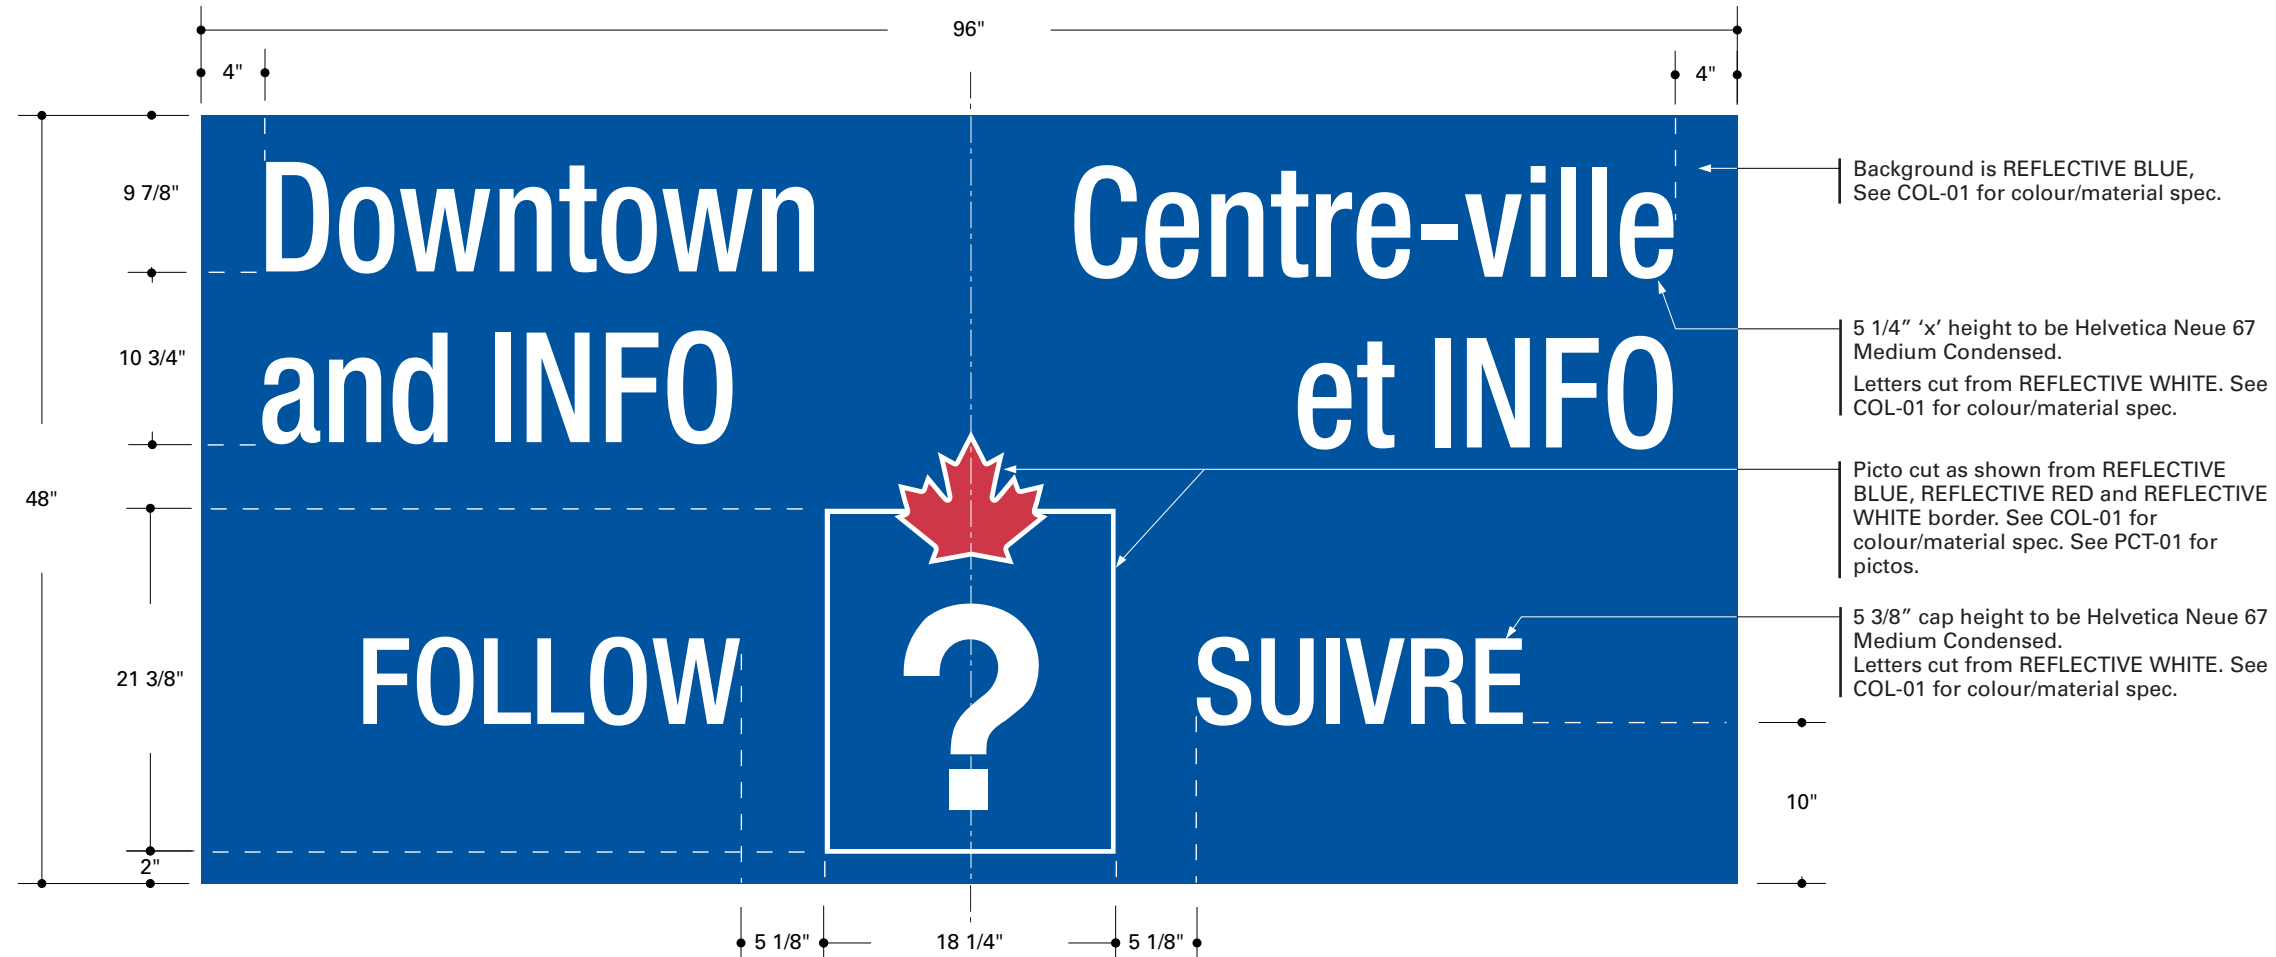 96"
4"
4"
9 7/8"
10 3/4"
48"
21 3/8"
2"
Downtown
and INFO
Centre-ville
et INFO
FOLLOW
?
SUIVRE
Background is REFLECTIVE BLUE,
See COL-01 for colour/material spec.
5 1/4” ‘x’ height to be Helvetica Neue 67
Medium Condensed.
Letters cut from REFLECTIVE WHITE. See
COL-01 for colour/material spec.
Picto cut as shown from REFLECTIVE
BLUE, REFLECTIVE RED and REFLECTIVE
WHITE border. See COL-01 for
colour/material spec. See PCT-01 for
pictos.
5 3/8” cap height to be Helvetica Neue 67
Medium Condensed.
Letters cut from REFLECTIVE WHITE. See
COL-01 for colour/material spec.
10"
5 1/8"
18 1/4"
5 1/8"